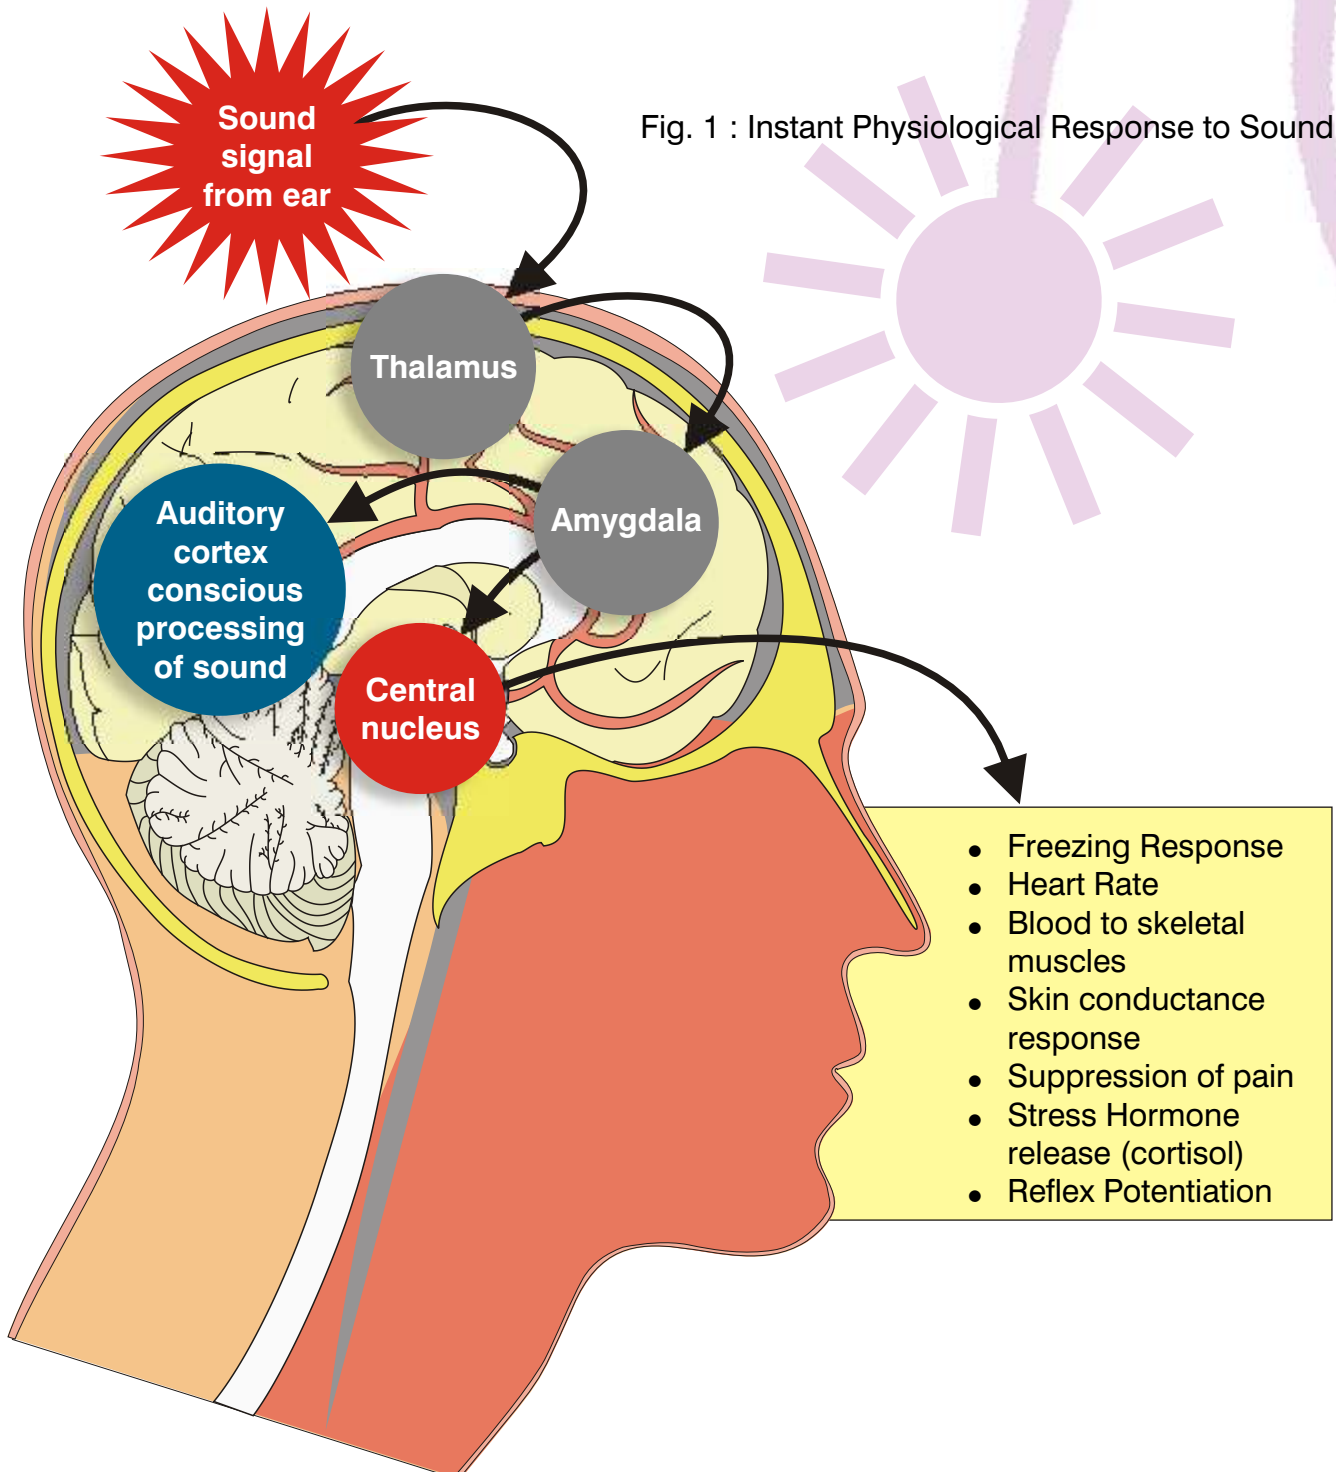 Sound
signal
from ear
Fig. 1 : Instant Physiological Response to Sound
Thalamus
Amygdala
Auditory
cortex
conscious
processing
of sound
Central
nucleus
• Freezing Response
• Heart Rate
• Blood to skeletal
muscles
• Skin conductance
response
• Suppression of pain
• Stress Hormone
release (cortisol)
• Reflex Potentiation